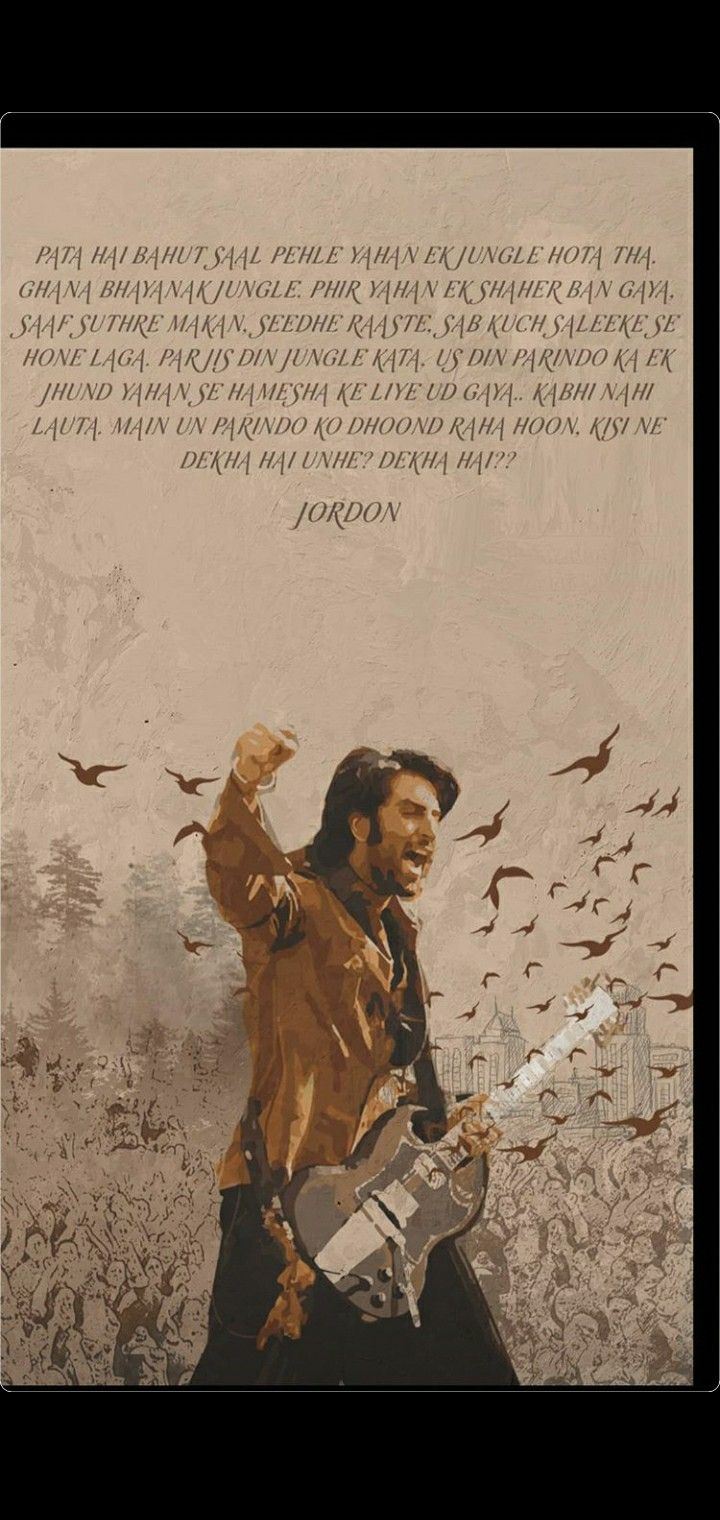 PATA HAI BAHUT SAAL PEHLE YAHAN EK JUNGLE HOTA THA.
GHANA BHAYANAK JUNGLE. PHIR YAHAN EK SHAHER BAN GAYA,
SAAF SUTHRE MAKAN, SEEDHE RAASTE, SAB KUCH SALEEKE SE
HONE LAGA. PAR JIS DIN JUNGLE KATA, US DIN PARINDO KA EK
JHUND YAHAN SE HAMESHA KE LIYE UD GAYA.. KABHI NAHI
LAUTA. MAIN UN PARINDO KO DHOOND RAHA HOON, KISI NE
DEKHA HAI UNHE? DEKHA HAI??
JORDON